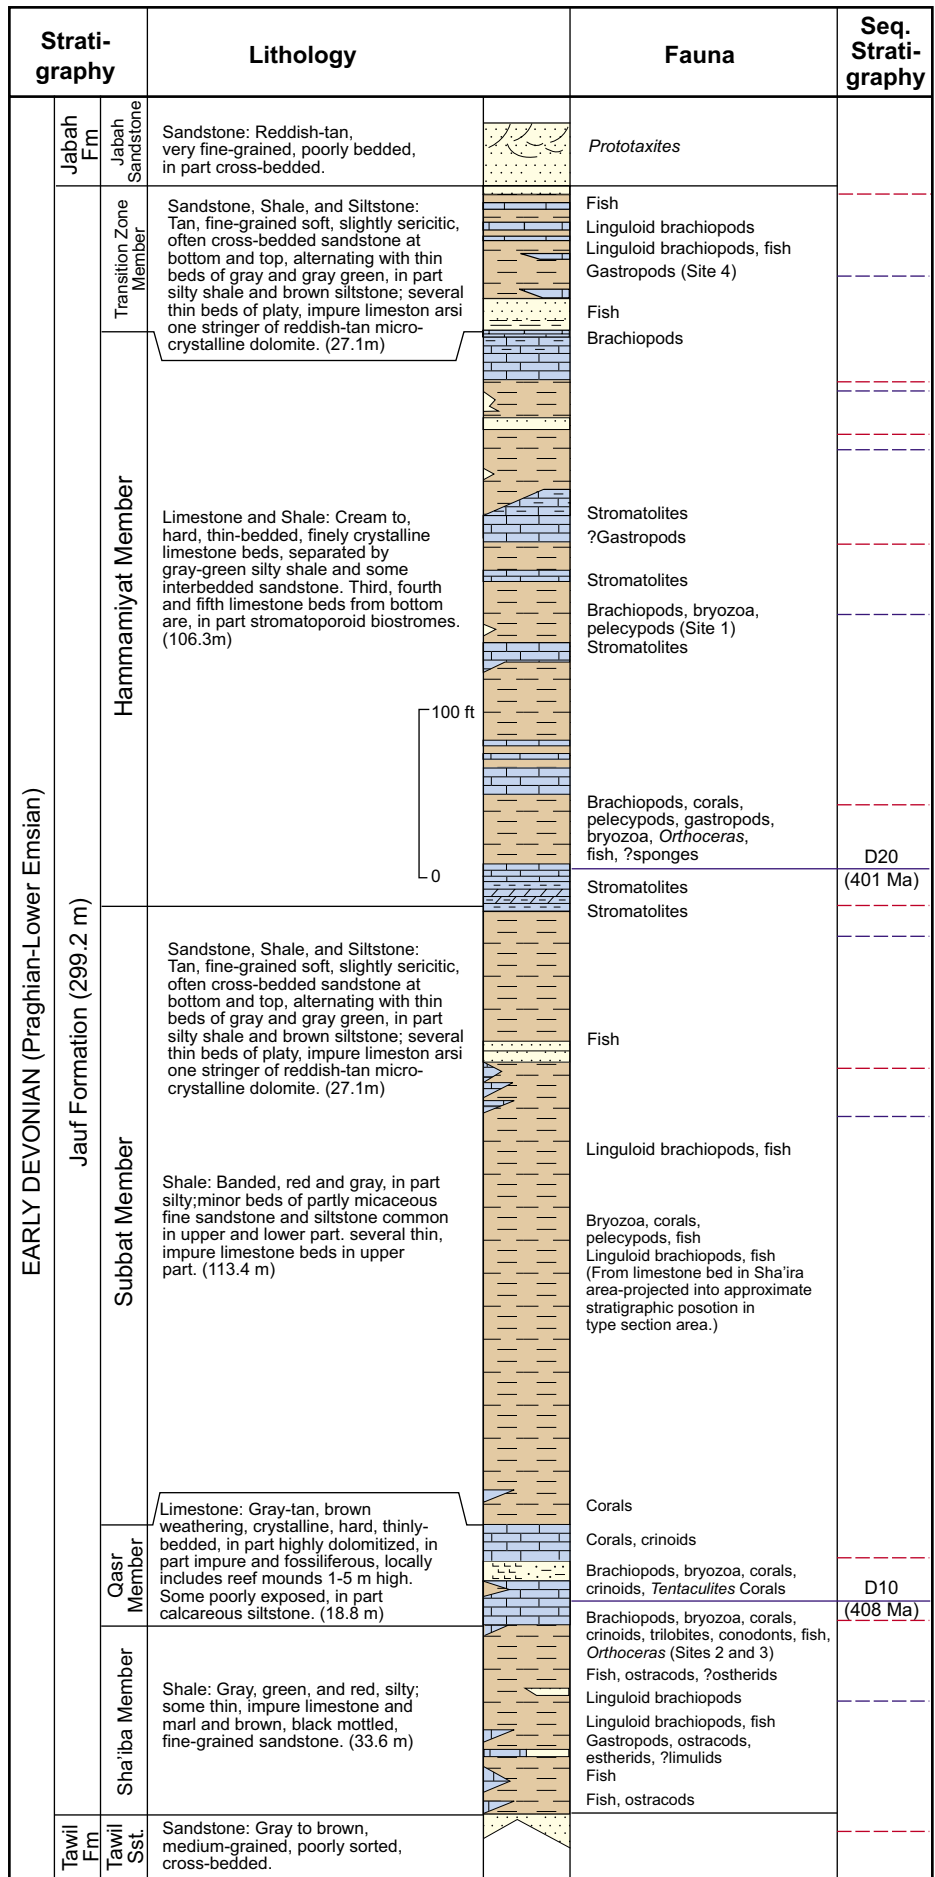 Strati-
graphy
Lithology
Fauna
Seq.
Strati-
graphy
EARLY DEVONIAN (Praghian-Lower Emsian)
Jabah
Fm
Jabah
Sandstone
Sandstone: Reddish-tan,
very fine-grained, poorly bedded,
in part cross-bedded.
Prototaxites
Jauf Formation (299.2 m)
Transition Zone
Member
Sandstone, Shale, and Siltstone:
Tan, fine-grained soft, slightly sericitic,
often cross-bedded sandstone at
bottom and top, alternating with thin
beds of gray and gray green, in part
silty shale and brown siltstone; several
thin beds of platy, impure limeston arsi
one stringer of reddish-tan micro-
crystalline dolomite. (27.1m)
Fish
Linguloid brachiopods
Linguloid brachiopods, fish
Gastropods (Site 4)
Fish
Brachiopods
Hammamiyat Member
Limestone and Shale: Cream to,
hard, thin-bedded, finely crystalline
limestone beds, separated by
gray-green silty shale and some
interbedded sandstone. Third, fourth
and fifth limestone beds from bottom
are, in part stromatoporoid biostromes.
(106.3m)
100 ft
0
Stromatolites
?Gastropods
Stromatolites
Brachiopods, bryozoa,
pelecypods (Site 1)
Stromatolites
Brachiopods, corals,
pelecypods, gastropods,
bryozoa, Orthoceras,
fish, ?sponges
D20
(401 Ma)
Stromatolites
Stromatolites
Subbat Member
Sandstone, Shale, and Siltstone:
Tan, fine-grained soft, slightly sericitic,
often cross-bedded sandstone at
bottom and top, alternating with thin
beds of gray and gray green, in part
silty shale and brown siltstone; several
thin beds of platy, impure limeston arsi
one stringer of reddish-tan micro-
crystalline dolomite. (27.1m)
Shale: Banded, red and gray, in part
silty;minor beds of partly micaceous
fine sandstone and siltstone common
in upper and lower part. several thin,
impure limestone beds in upper
part. (113.4 m)
Fish
Linguloid brachiopods, fish
Bryozoa, corals,
pelecypods, fish
Linguloid brachiopods, fish
(From limestone bed in Sha'ira
area-projected into approximate
stratigraphic posotion in
type section area.)
Corals
Qasr
Member
Limestone: Gray-tan, brown
weathering, crystalline, hard, thinly-
bedded, in part highly dolomitized, in
part impure and fossiliferous, locally
includes reef mounds 1-5 m high.
Some poorly exposed, in part
calcareous siltstone. (18.8 m)
Corals, crinoids
Brachiopods, bryozoa, corals,
crinoids, Tentaculites Corals
D10
(408 Ma)
Brachiopods, bryozoa, corals,
crinoids, trilobites, conodonts, fish,
Orthoceras (Sites 2 and 3)
Sha'iba Member
Shale: Gray, green, and red, silty;
some thin, impure limestone and
marl and brown, black mottled,
fine-grained sandstone. (33.6 m)
Fish, ostracods, ?ostherids
Linguloid brachiopods
Linguloid brachiopods, fish
Gastropods, ostracods,
estherids, ?limulids
Fish
Fish, ostracods
Tawil
Fm
Tawil
Sst.
Sandstone: Gray to brown,
medium-grained, poorly sorted,
cross-bedded.